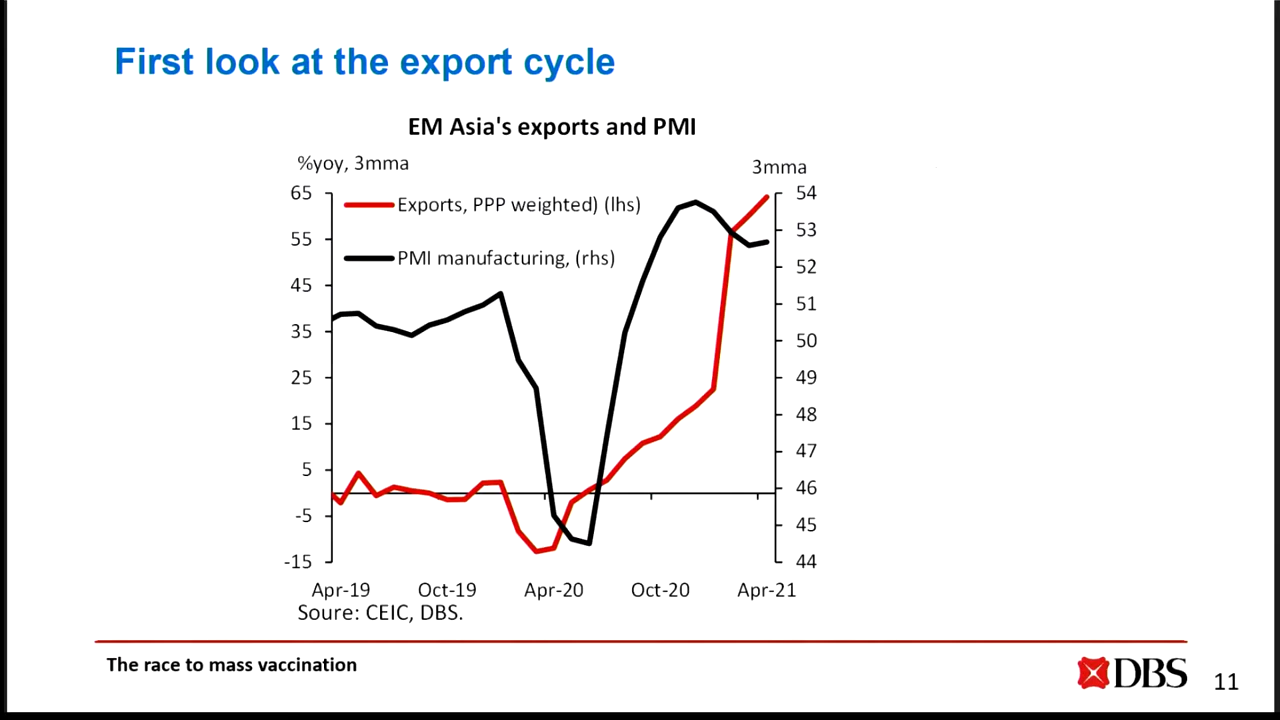 First look at the export cycle
EM Asia's exports and PMI
%yoy, 3mma
3mma
65
55
45
35
25
15
5
-5
-15
Exports, PPP weighted) (lhs)
PMI manufacturing, (rhs)
54
53
52
51
50
49
48
47
46
45
44
Apr-19 Oct-19 Apr-20 Oct-20 Apr-21
Soure: CEIC, DBS.
The race to mass vaccination
DBS
11